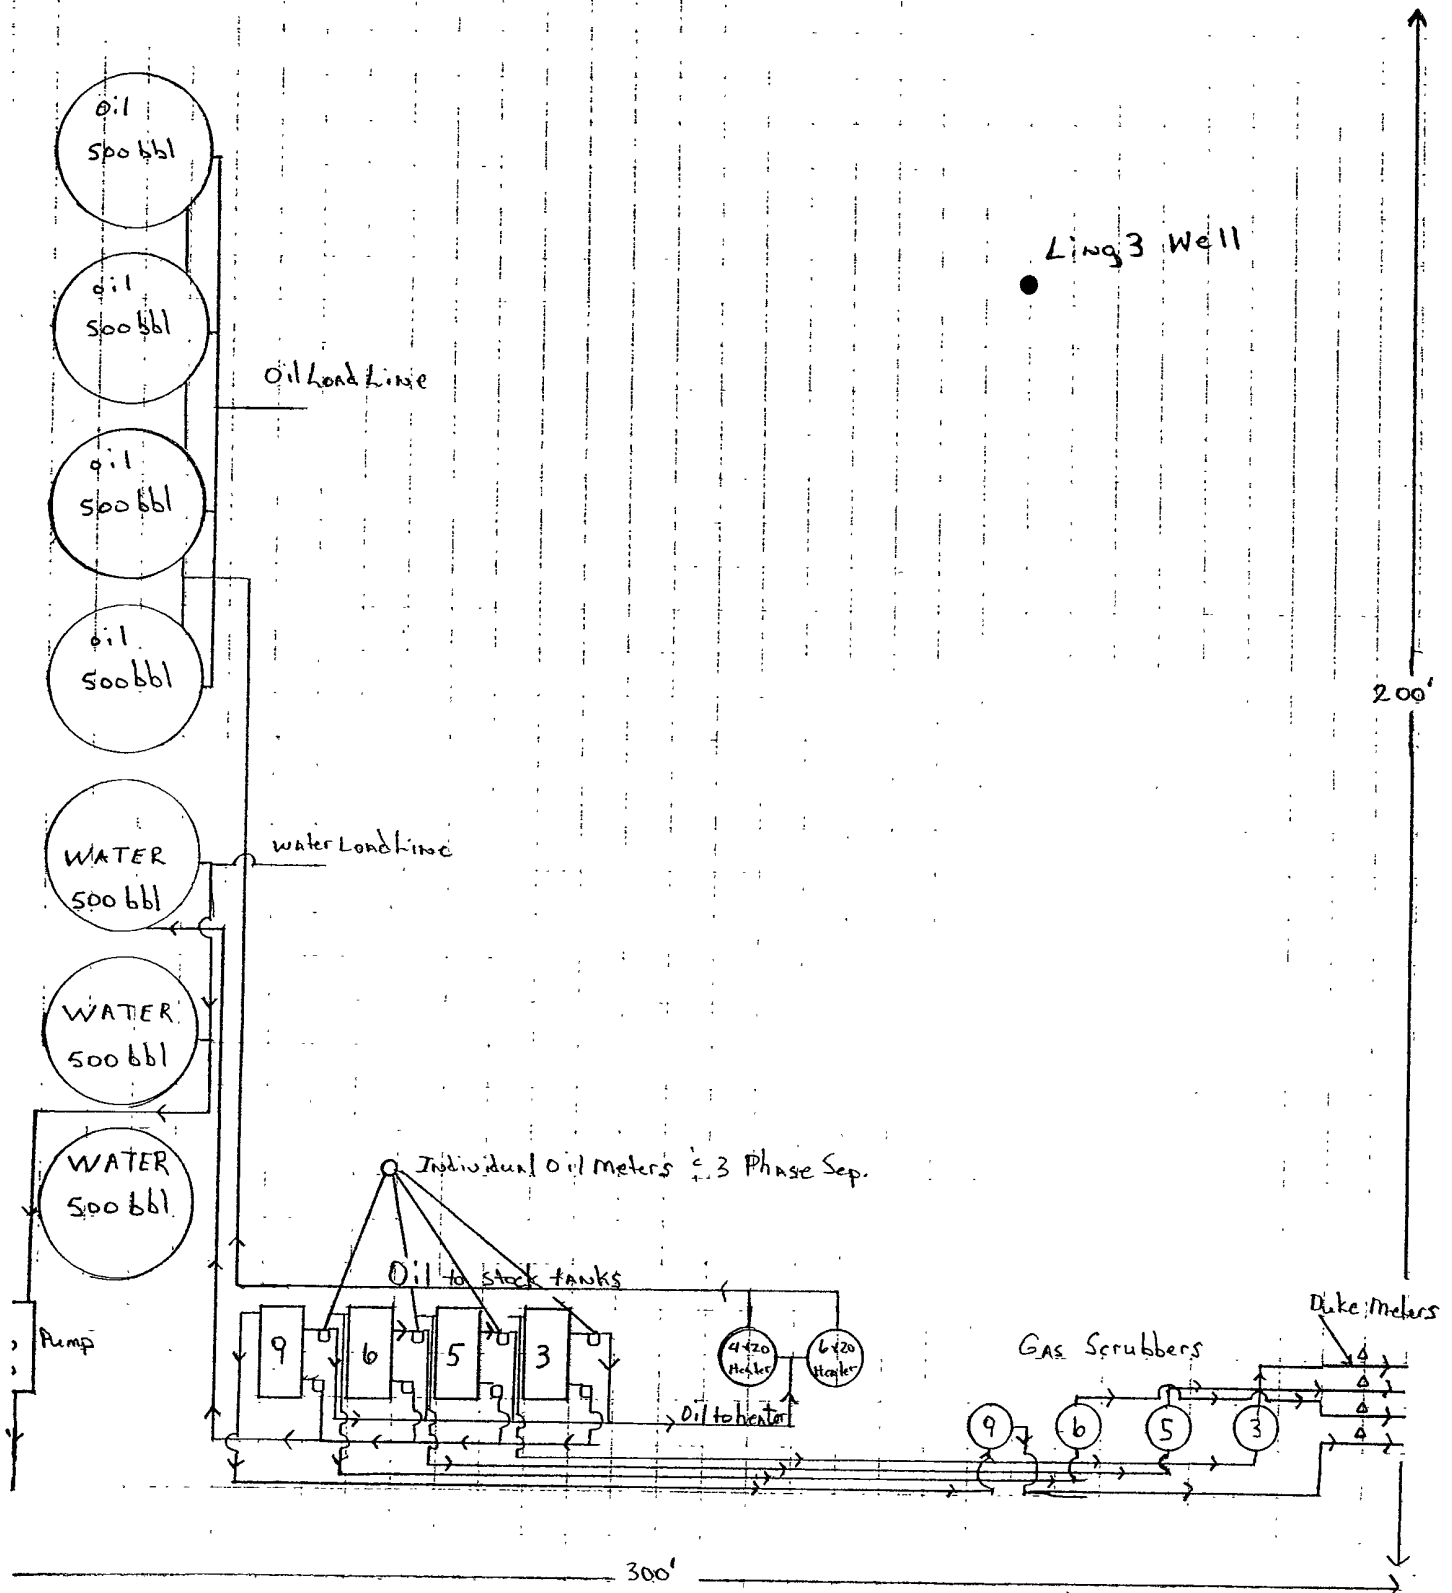 oil
500 bbl
Ling 3 Well
oil
500 bbl
Oil Load Line
oil
500 bbl
oil
500 bbl
200'
WATER
500 bbl
water Load Line
WATER
500 bbl
WATER
500 bbl
Individual Oil Meters 3 Phase Sep.
Oil to stock tanks
Pump
9
6
5
3
4x20
Heater
6x20
Heater
Oil to heater
Gas Scrubbers
Duke Meters
9
6
5
3
300'